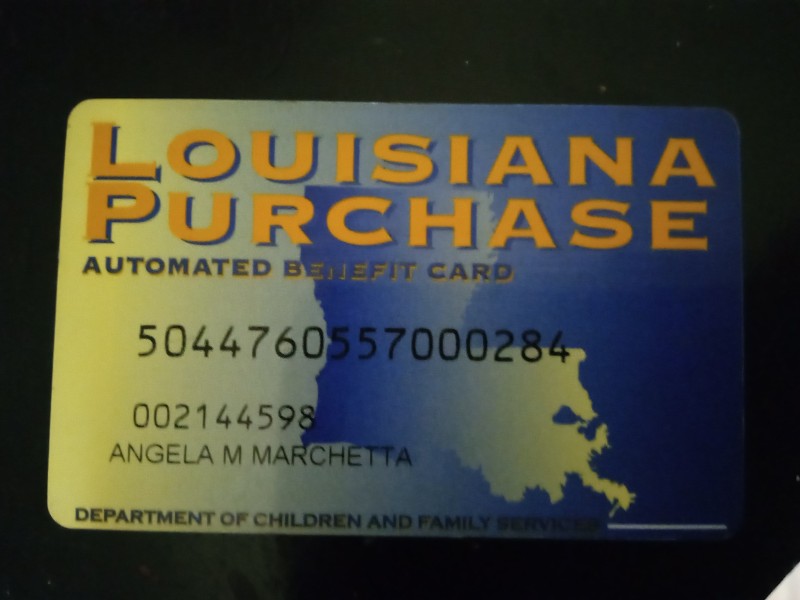 LOUISIANA
PURCHASE
AUTOMATED BENEFIT CARD
5044760557000284
002144598
ANGELA M MARCHETTA
DEPARTMENT OF CHILDREN AND FAMILY SERVICES